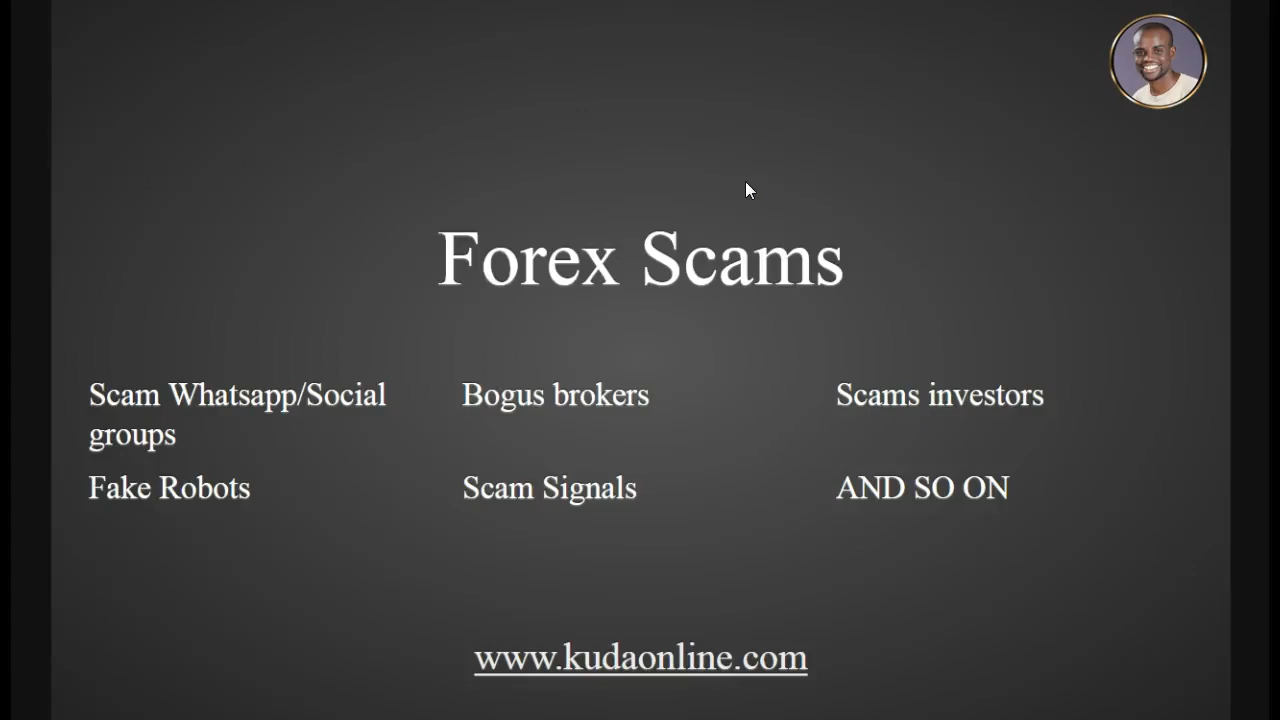 Forex Scams
Scam Whatsapp/Social
groups
Bogus brokers
Scams investors
Fake Robots
Scam Signals
AND SO ON
www.kudaonline.com